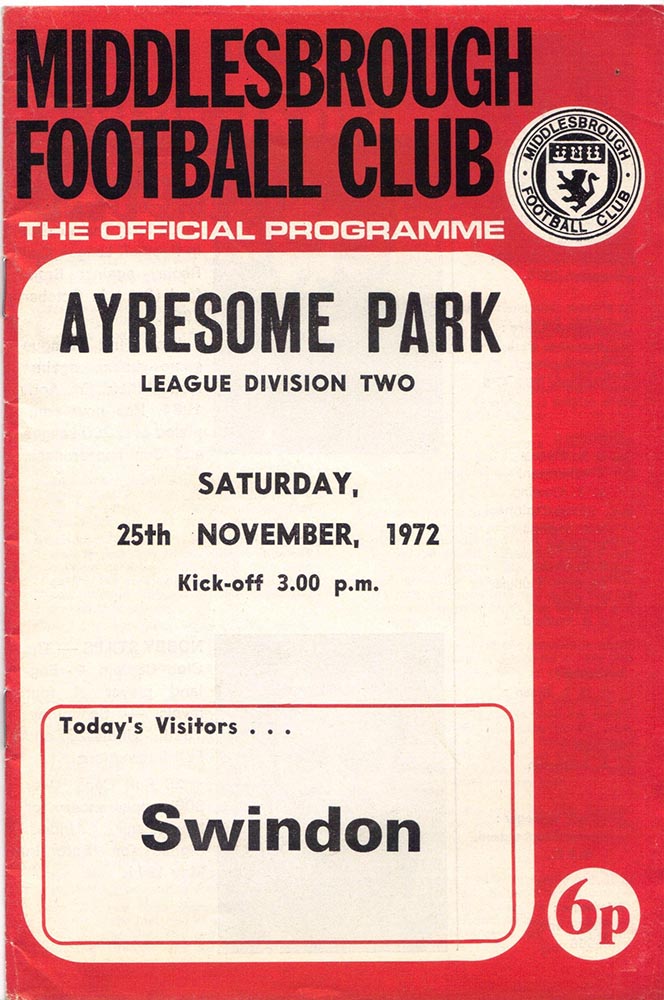 MIDDLESBROUGH
FOOTBALL CLUB
THE OFFICIAL PROGRAMME
MIDDLESBROUGH
FOOTBALL CLUB
AYRESOME PARK
LEAGUE DIVISION TWO
SATURDAY,
25th NOVEMBER, 1972
Kick-off 3.00 p.m.
Today's Visitors . . .
Swindon
6p